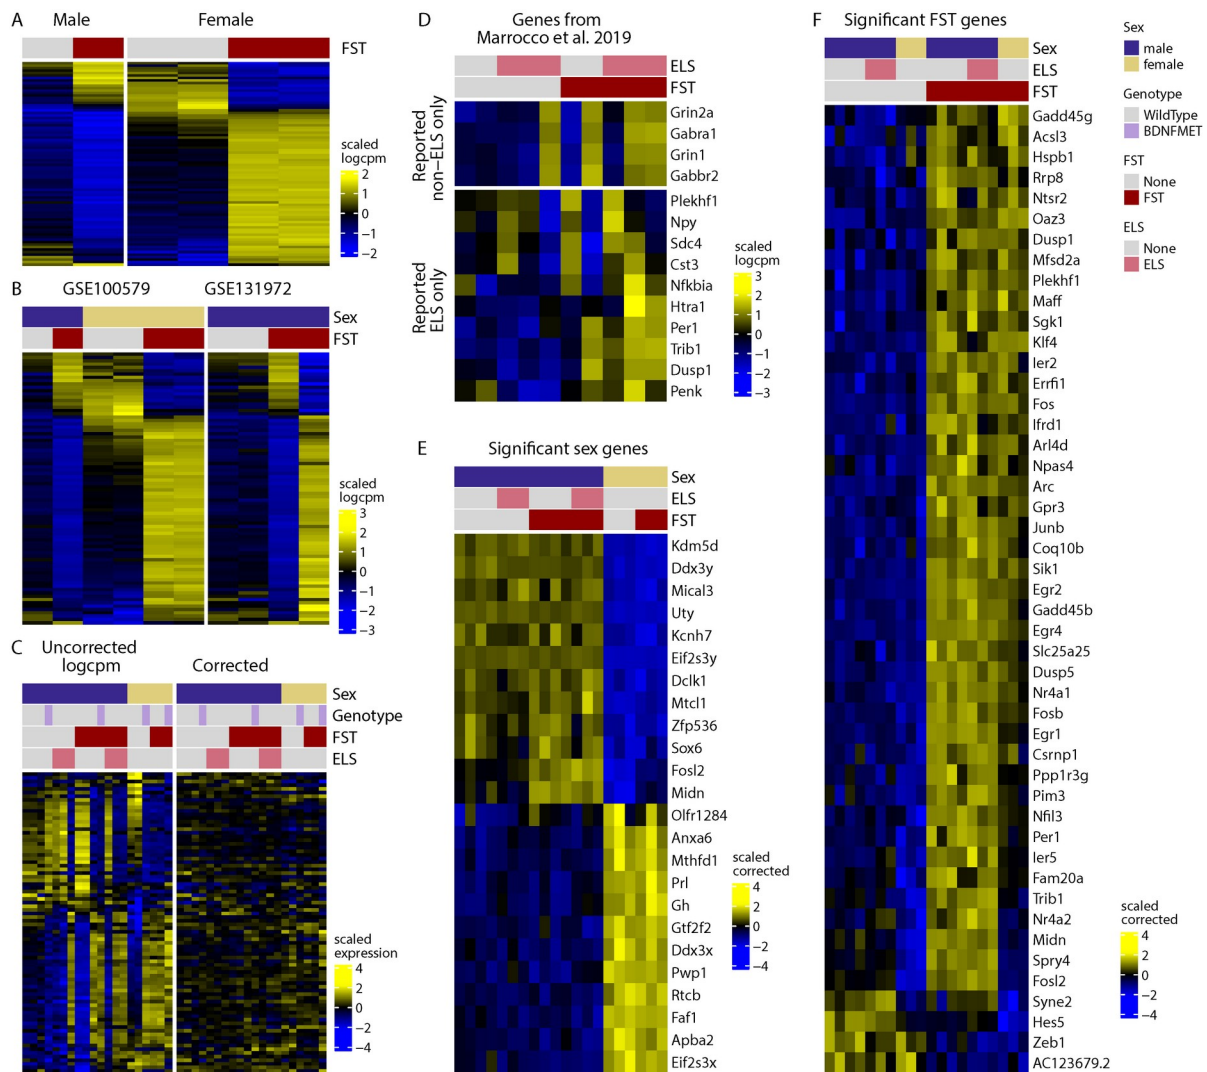 A
Male
Female
FST
scaled
logcpm
2
1
0
−1
−2
B
GSE100579
GSE131972
Sex
FST
scaled
logcpm
3
2
1
0
−1
−2
−3
C
Uncorrected
logcpm
Corrected
Sex
Genotype
FST
ELS
scaled
expression
4
2
0
−2
−4
D
Genes from
Marrocco et al. 2019
ELS
FST
Reported
non−ELS only
Grin2a
Gabra1
Grin1
Gabbr2
Reported
ELS only
Plekhf1
Npy
Sdc4
Cst3
Nfkbia
Htra1
Per1
Trib1
Dusp1
Penk
scaled
logcpm
3
2
1
0
−1
−2
−3
E
Significant sex genes
Sex
ELS
FST
Kdm5d
Ddx3y
Mical3
Uty
Kcnh7
Eif2s3y
Dclk1
Mtcl1
Zfp536
Sox6
Fosl2
Midn
Olfr1284
Anxa6
Mthfd1
Prl
Gh
Gtf2f2
Ddx3x
Pwp1
Rtcb
Faf1
Apba2
Eif2s3x
scaled
corrected
4
2
0
−2
−4
F
Significant FST genes
Sex
ELS
FST
Gadd45g
Acsl3
Hspb1
Rrp8
Ntsr2
Oaz3
Dusp1
Mfsd2a
Plekhf1
Maff
Sgk1
Klf4
Ier2
Errfi1
Fos
Ifrd1
Arl4d
Npas4
Arc
Gpr3
Junb
Coq10b
Sik1
Egr2
Gadd45b
Egr4
Slc25a25
Dusp5
Nr4a1
Fosb
Egr1
Csrnp1
Ppp1r3g
Pim3
Nfil3
Per1
Ier5
Fam20a
Trib1
Nr4a2
Midn
Spry4
Fosl2
Syne2
Hes5
Zeb1
AC123679.2
scaled
corrected
4
2
0
−2
−4
Sex
male
female
Genotype
WildType
BDNFMET
FST
None
FST
ELS
None
ELS